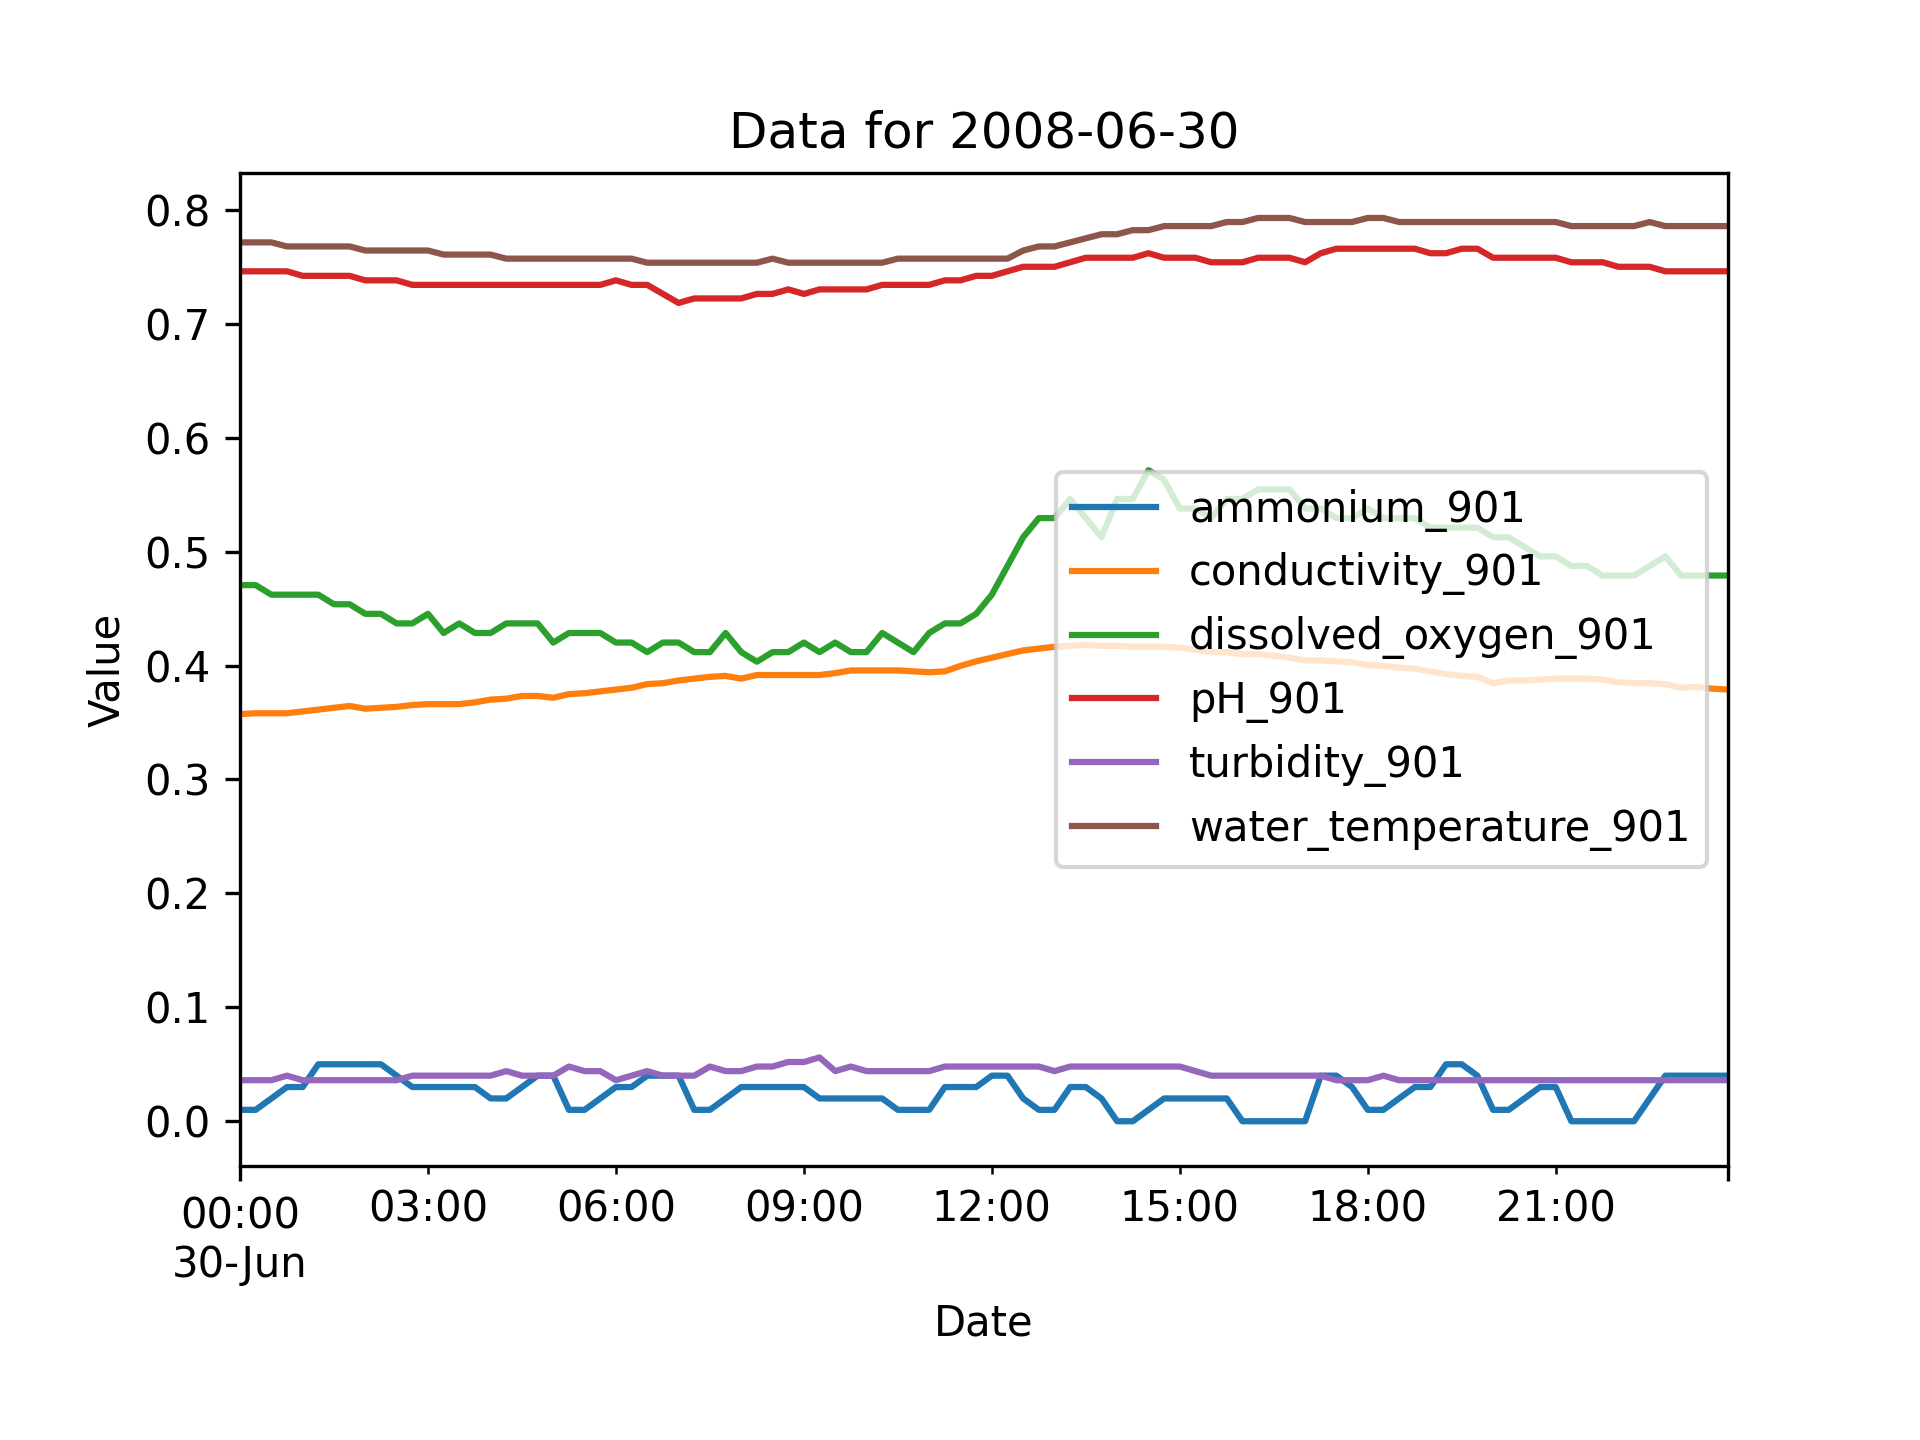 Data for 2008-06-30
Value
0.8
0.7
0.6
0.5
0.4
0.3
0.2
0.1
0.0
ammonium_901
conductivity_901
dissolved_oxygen_901
pH_901
turbidity_901
water_temperature_901
00:00 03:00 06:00 09:00 12:00 15:00 18:00 21:00
30-Jun
Date